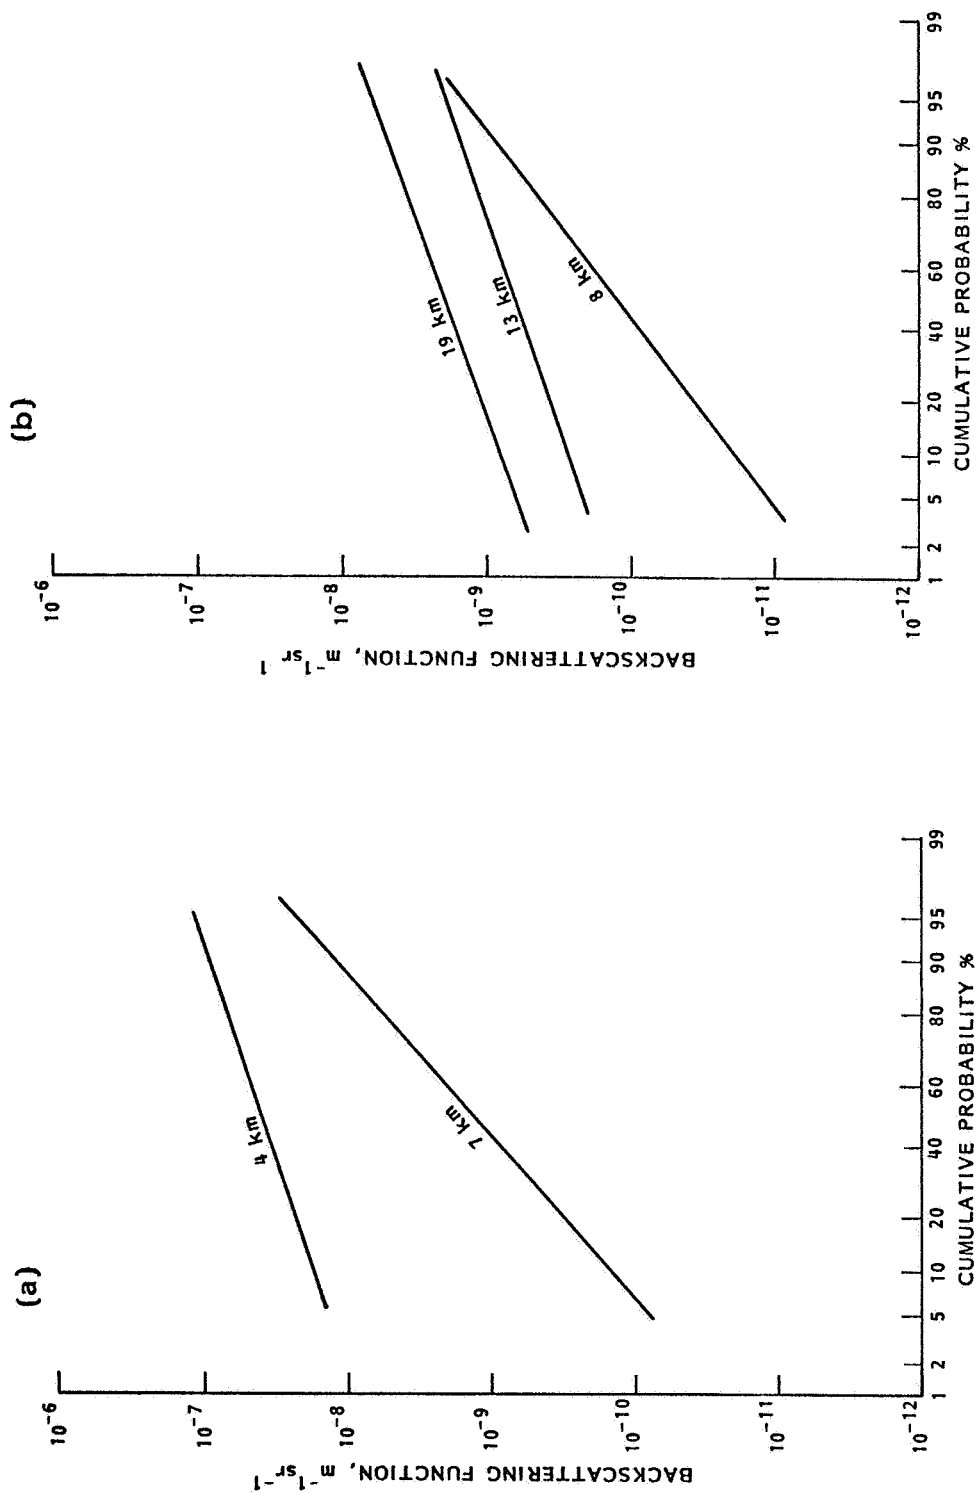 (a)
BACKSCATTERING FUNCTION, m⁻¹sr⁻¹
10⁻⁶
10⁻⁷
10⁻⁸
10⁻⁹
10⁻¹⁰
10⁻¹¹
10⁻¹²
4 km
7 km
1 2 5 10 20 40 60 80 90 95 99
CUMULATIVE PROBABILITY %
(b)
BACKSCATTERING FUNCTION, m⁻¹sr⁻¹
10⁻⁶
10⁻⁷
10⁻⁸
10⁻⁹
10⁻¹⁰
10⁻¹¹
10⁻¹²
19 km
13 km
8 km
1 2 5 10 20 40 60 80 90 95 99
CUMULATIVE PROBABILITY %